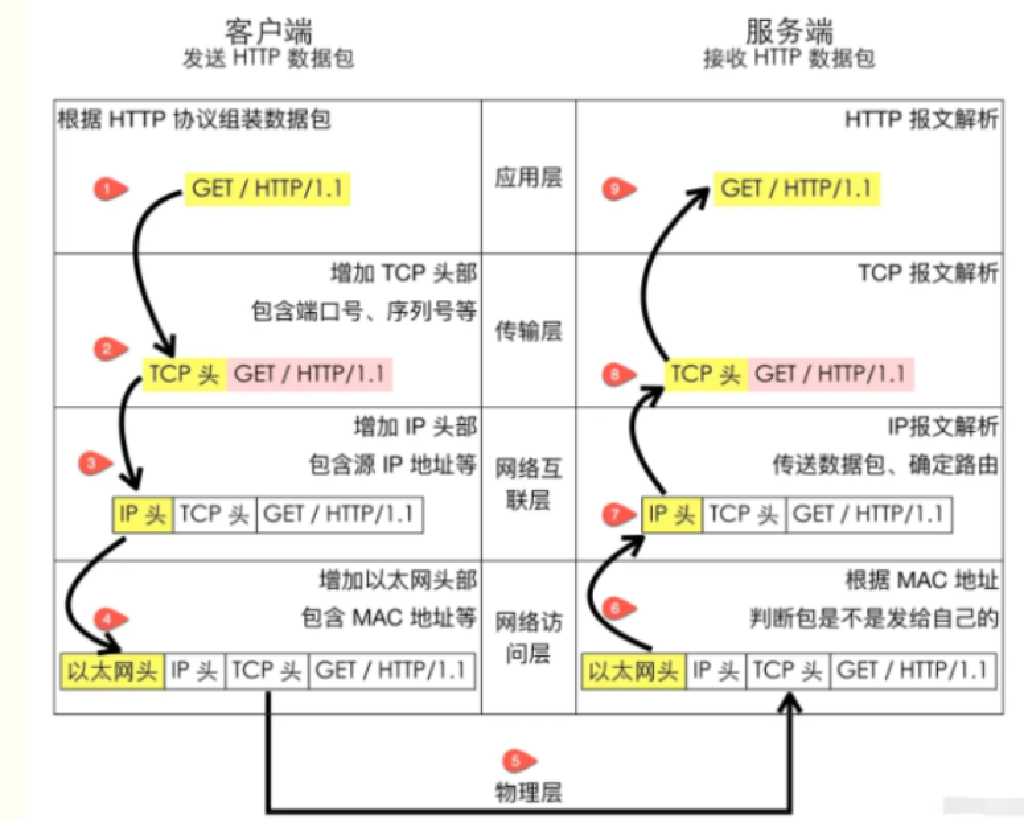 客户端
发送 HTTP 数据包
服务端
接收 HTTP 数据包
根据 HTTP 协议组装数据包
1
GET / HTTP/1.1
应用层
HTTP 报文解析
9
GET / HTTP/1.1
增加 TCP 头部
包含端口号、序列号等
2
TCP 头 GET / HTTP/1.1
传输层
TCP 报文解析
8
TCP 头 GET / HTTP/1.1
增加 IP 头部
包含源 IP 地址等
3
IP 头 TCP 头 GET / HTTP/1.1
网络互
联层
IP报文解析
传送数据包、确定路由
7
IP 头 TCP 头 GET / HTTP/1.1
增加以太网头部
包含 MAC 地址等
4
以太网头 IP 头 TCP 头 GET / HTTP/1.1
网络访
问层
根据 MAC 地址
判断包是不是发给自己的
6
以太网头 IP 头 TCP 头 GET / HTTP/1.1
5
物理层